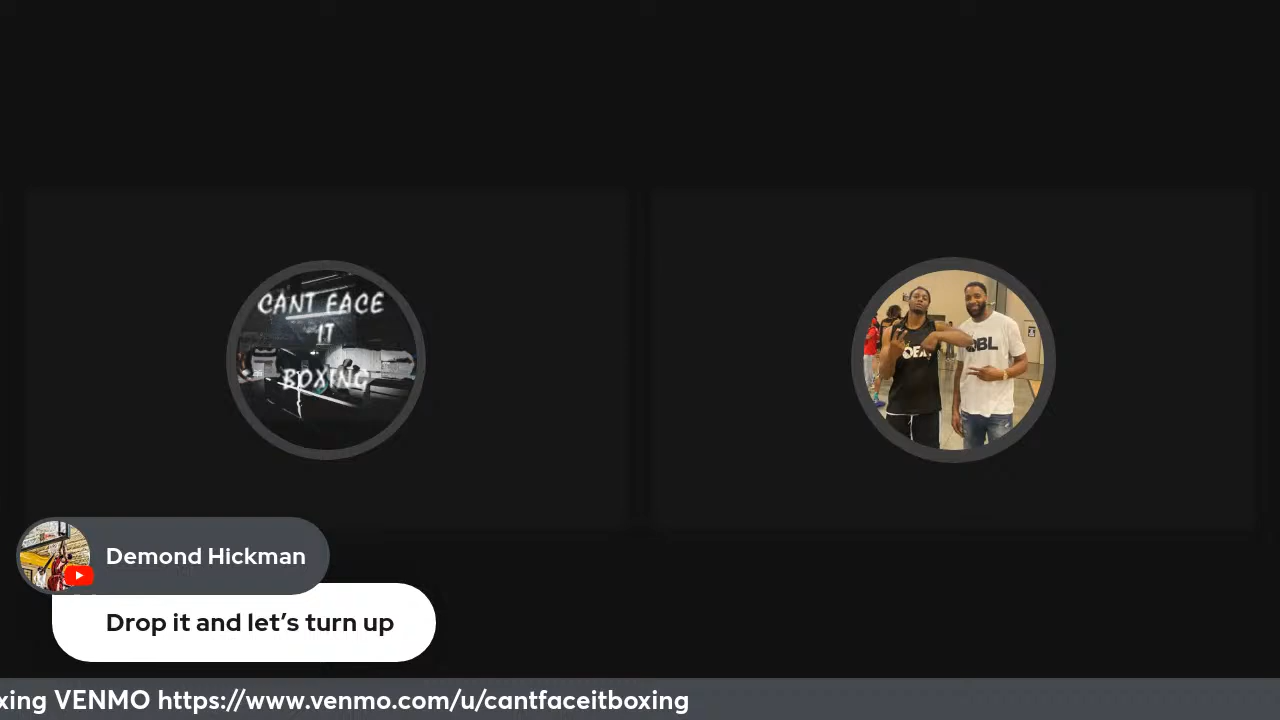 CANT FACE
IT
BOXING
OBL
Demond Hickman
Drop it and let's turn up
xing VENMO https://www.venmo.com/u/cantfaceitboxing